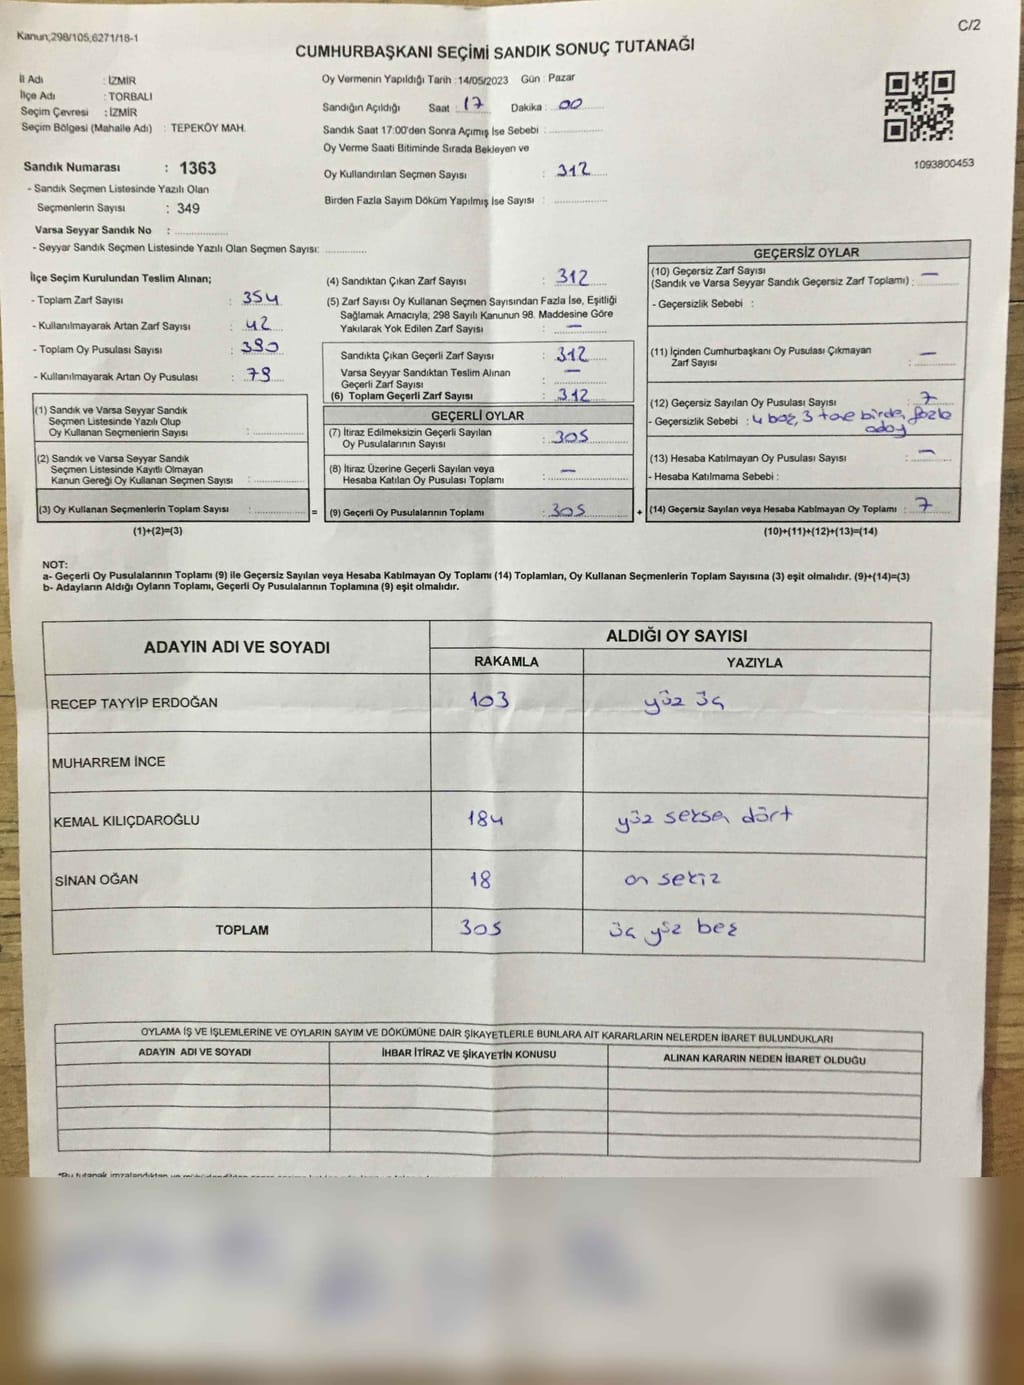 Kanun,298/105,6271/18-1
C/2
CUMHURBAŞKANI SEÇİMİ SANDIK SONUÇ TUTANAĞI
İl Adı : İZMİR
İlçe Adı : TORBALI
Seçim Çevresi : İZMİR
Seçim Bölgesi (Mahalle Adı) : TEPEKÖY MAH.
Sandık Numarası : 1363
- Sandık Seçmen Listesinde Yazılı Olan
Seçmenlerin Sayısı : 349
Varsa Seyyar Sandık No :
- Seyyar Sandık Seçmen Listesinde Yazılı Olan Seçmen Sayısı:
Oy Vermenin Yapıldığı Tarih : 14/05/2023 Gün : Pazar
Sandığın Açıldığı Saat : 17 Dakika : 00
Sandık Saat 17:00'den Sonra Açımış İse Sebebi :
Oy Verme Saati Bitiminde Sırada Bekleyen ve
Oy Kullandırılan Seçmen Sayısı : 312
Birden Fazla Sayım Döküm Yapılmış İse Sayısı :
1093800453
İlçe Seçim Kurulundan Teslim Alınan;
- Toplam Zarf Sayısı : 354
- Kullanılmayarak Artan Zarf Sayısı : 42
- Toplam Oy Pusulası Sayısı : 390
- Kullanılmayarak Artan Oy Pusulası : 78
(1) Sandık ve Varsa Seyyar Sandık
Seçmen Listesinde Yazılı Olup
Oy Kullanan Seçmenlerin Sayısı :
(2) Sandık ve Varsa Seyyar Sandık
Seçmen Listesinde Kayıtlı Olmayan
Kanun Gereği Oy Kullanan Seçmen Sayısı :
(3) Oy Kullanan Seçmenlerin Toplam Sayısı :
(1)+(2)=(3)
(4) Sandıktan Çıkan Zarf Sayısı : 312
(5) Zarf Sayısı Oy Kullanan Seçmen Sayısından Fazla İse, Eşitliği
Sağlamak Amacıyla; 298 Sayılı Kanunun 98. Maddesine Göre
Yakılarak Yok Edilen Zarf Sayısı : —
Sandıkta Çıkan Geçerli Zarf Sayısı : 312
Varsa Seyyar Sandıktan Teslim Alınan —
Geçerli Zarf Sayısı :
(6) Toplam Geçerli Zarf Sayısı : 312
GEÇERLİ OYLAR
(7) İtiraz Edilmeksizin Geçerli Sayılan
Oy Pusulalarının Sayısı : 305
(8) İtiraz Üzerine Geçerli Sayılan veya
Hesaba Katılan Oy Pusulası Toplamı : —
= (9) Geçerli Oy Pusulalarının Toplamı : 305 +
GEÇERSİZ OYLAR
(10) Geçersiz Zarf Sayısı
(Sandık ve Varsa Seyyar Sandık Geçersiz Zarf Toplamı) : —
- Geçersizlik Sebebi :
(11) İçinden Cumhurbaşkanı Oy Pusulası Çıkmayan
Zarf Sayısı : —
(12) Geçersiz Sayılan Oy Pusulası Sayısı : 7
- Geçersizlik Sebebi : 4 boş, 3 tane birden fazla
aday
(13) Hesaba Katılmayan Oy Pusulası Sayısı : —
- Hesaba Katılmama Sebebi :
(14) Geçersiz Sayılan veya Hesaba Katılmayan Oy Toplamı : 7
(10)+(11)+(12)+(13)=(14)
NOT:
a- Geçerli Oy Pusulalarının Toplamı (9) ile Geçersiz Sayılan veya Hesaba Katılmayan Oy Toplamı (14) Toplamları, Oy Kullanan Seçmenlerin Toplam Sayısına (3) eşit olmalıdır. (9)+(14)=(3)
b- Adayların Aldığı Oyların Toplamı, Geçerli Oy Pusulalarının Toplamına (9) eşit olmalıdır.
ADAYIN ADI VE SOYADI ALDIĞI OY SAYISI
RAKAMLA YAZIYLA
RECEP TAYYİP ERDOĞAN 103 yüz üç
MUHARREM İNCE
KEMAL KILIÇDAROĞLU 184 yüz seksen dört
SİNAN OĞAN 18 on sekiz
TOPLAM 305 üç yüz beş
OYLAMA İŞ VE İŞLEMLERİNE VE OYLARIN SAYIM VE DÖKÜMÜNE DAİR ŞİKAYETLERLE BUNLARA AİT KARARLARIN NELERDEN İBARET BULUNDUKLARI
ADAYIN ADI VE SOYADI İHBAR İTİRAZ VE ŞİKAYETİN KONUSU ALINAN KARARIN NEDEN İBARET OLDUĞU